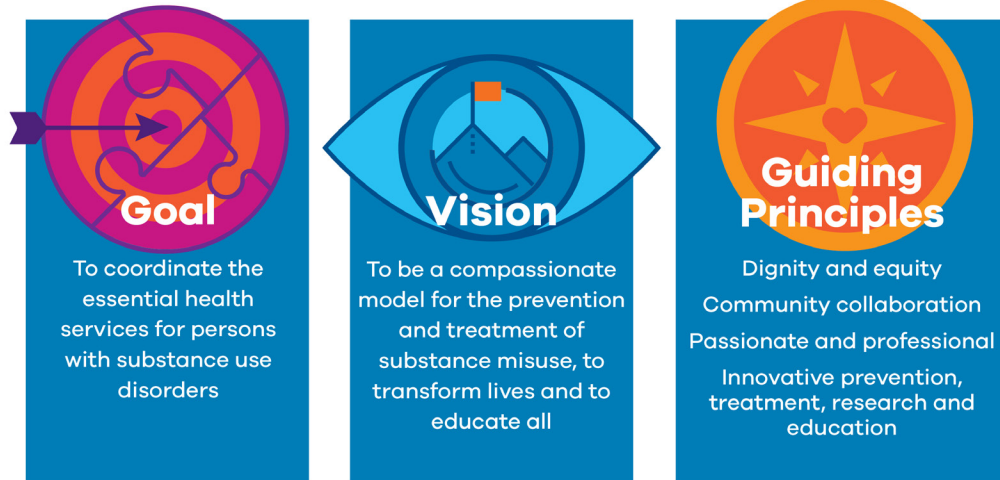 Goal
To coordinate the
essential health
services for persons
with substance use
disorders
Vision
To be a compassionate
model for the prevention
and treatment of
substance misuse, to
transform lives and to
educate all
Guiding
Principles
Dignity and equity
Community collaboration
Passionate and professional
Innovative prevention,
treatment, research and
education